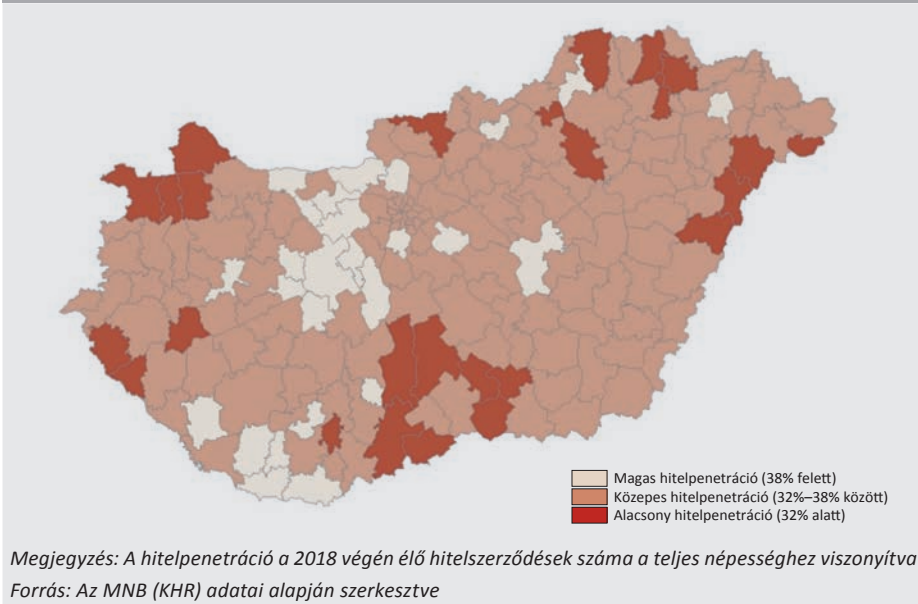 Magas hitelpenetráció (38% felett)
Közepes hitelpenetráció (32%–38% között)
Alacsony hitelpenetráció (32% alatt)
Megjegyzés: A hitelpenetráció a 2018 végén élő hitelszerződések száma a teljes népességhez viszonyítva
Forrás: Az MNB (KHR) adatai alapján szerkesztve